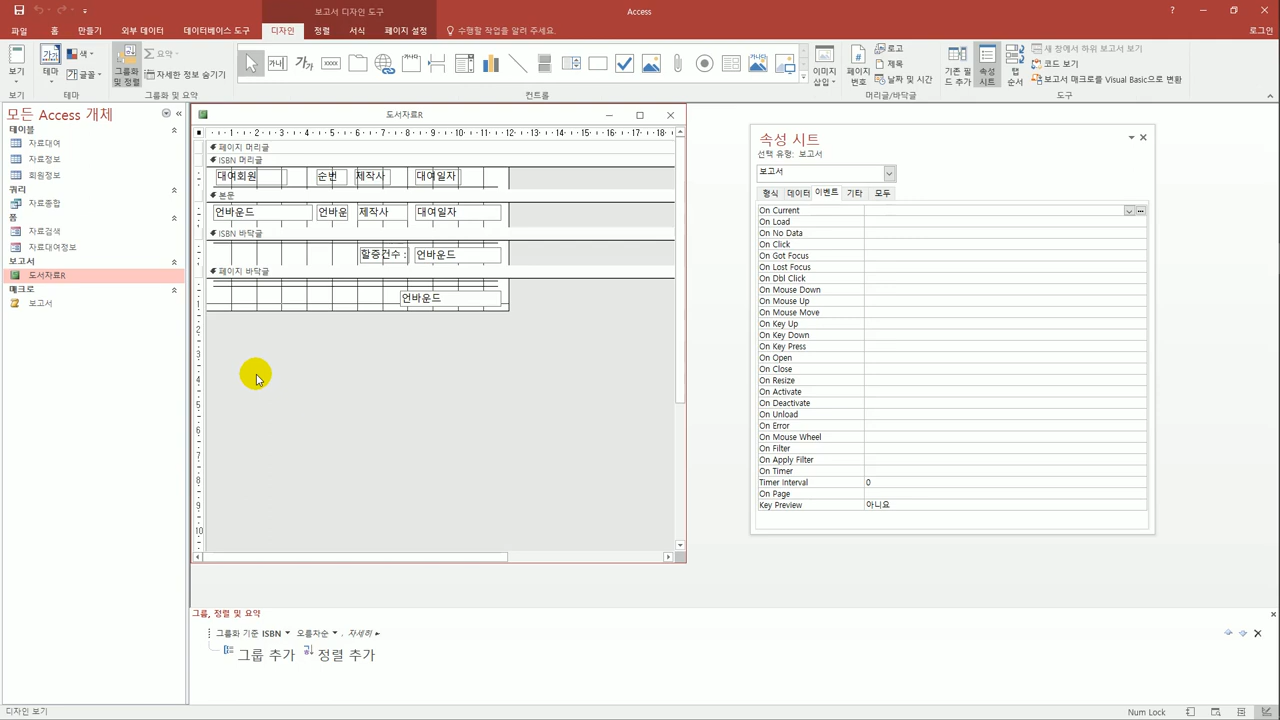 보고서 디자인 도구
Access
파일
홈
만들기
외부 데이터
데이터베이스 도구
디자인
정렬
서식
페이지 설정
수행할 작업을 알려 주세요.
로그인
보기
테마
색
글꼴
그룹화 및 정렬
요약
자세한 정보 숨기기
이미지 삽입
페이지 번호
로고
제목
날짜 및 시간
기존 필드 추가
속성 시트
탭 순서
새 창에서 하위 보고서 보기
코드 보기
보고서 매크로를 Visual Basic으로 변환
보기
테마
그룹화 및 요약
컨트롤
머리글/바닥글
도구
모든 Access 개체
테이블
자료대여
자료정보
회원정보
쿼리
자료종합
폼
자료검색
자료대여정보
보고서
도서자료R
매크로
보고서
도서자료R
페이지 머리글
ISBN 머리글
대여회원 순번 제작사 대여일자
본문
언바운드 언바운 제작사 대여일자
ISBN 바닥글
할증건수 : 언바운드
페이지 바닥글
언바운드
속성 시트
선택 유형: 보고서
보고서
형식 데이터 이벤트 기타 모두
On Current
On Load
On No Data
On Click
On Got Focus
On Lost Focus
On Dbl Click
On Mouse Down
On Mouse Up
On Mouse Move
On Key Up
On Key Down
On Key Press
On Open
On Close
On Resize
On Activate
On Deactivate
On Unload
On Error
On Mouse Wheel
On Filter
On Apply Filter
On Timer
Timer Interval 0
On Page
Key Preview 아니요
그룹, 정렬 및 요약
그룹화 기준 ISBN 오름차순 , 자세히
그룹 추가 정렬 추가
디자인 보기
Num Lock